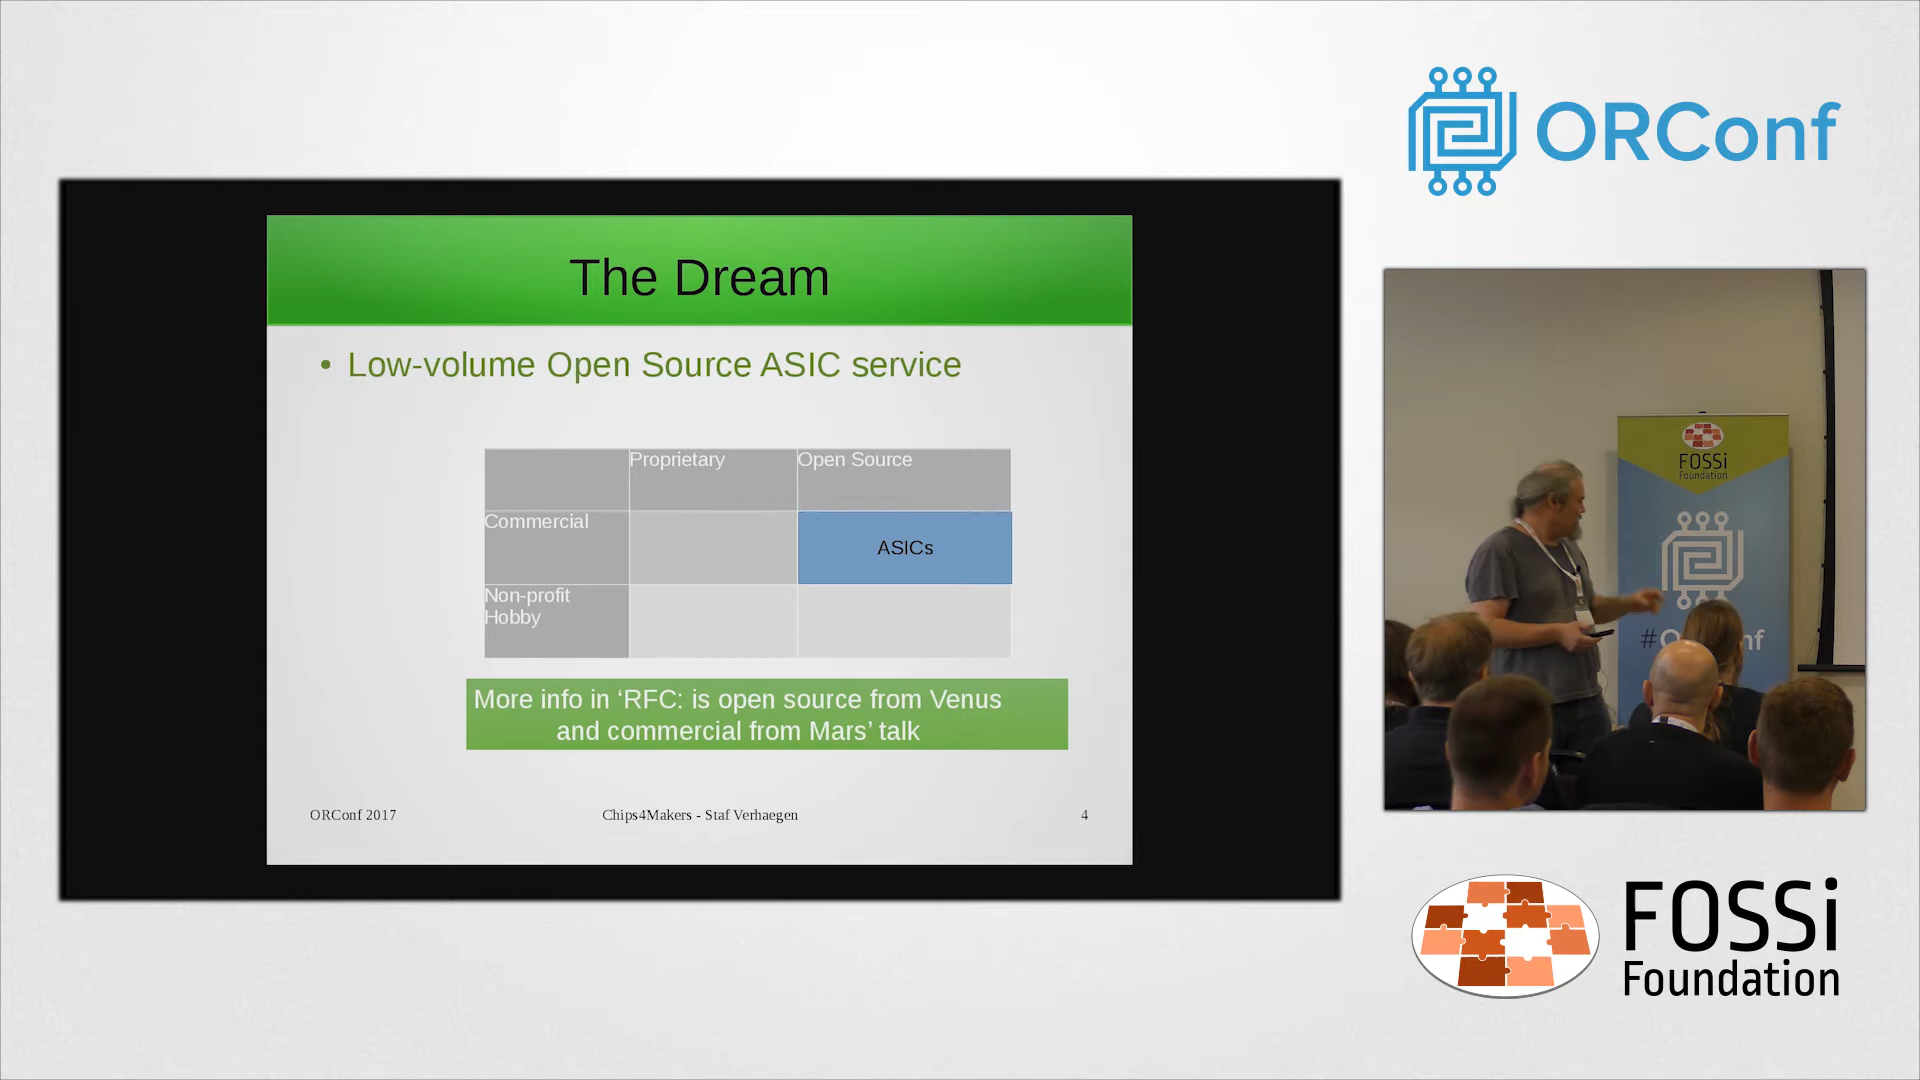 ORConf
The Dream
• Low-volume Open Source ASIC service
Proprietary
Open Source
Commercial
ASICs
Non-profit
Hobby
More info in ‘RFC: is open source from Venus
and commercial from Mars’ talk
ORConf 2017
Chips4Makers - Staf Verhaegen
4
FOSSi
Foundation
FOSSi
Foundation